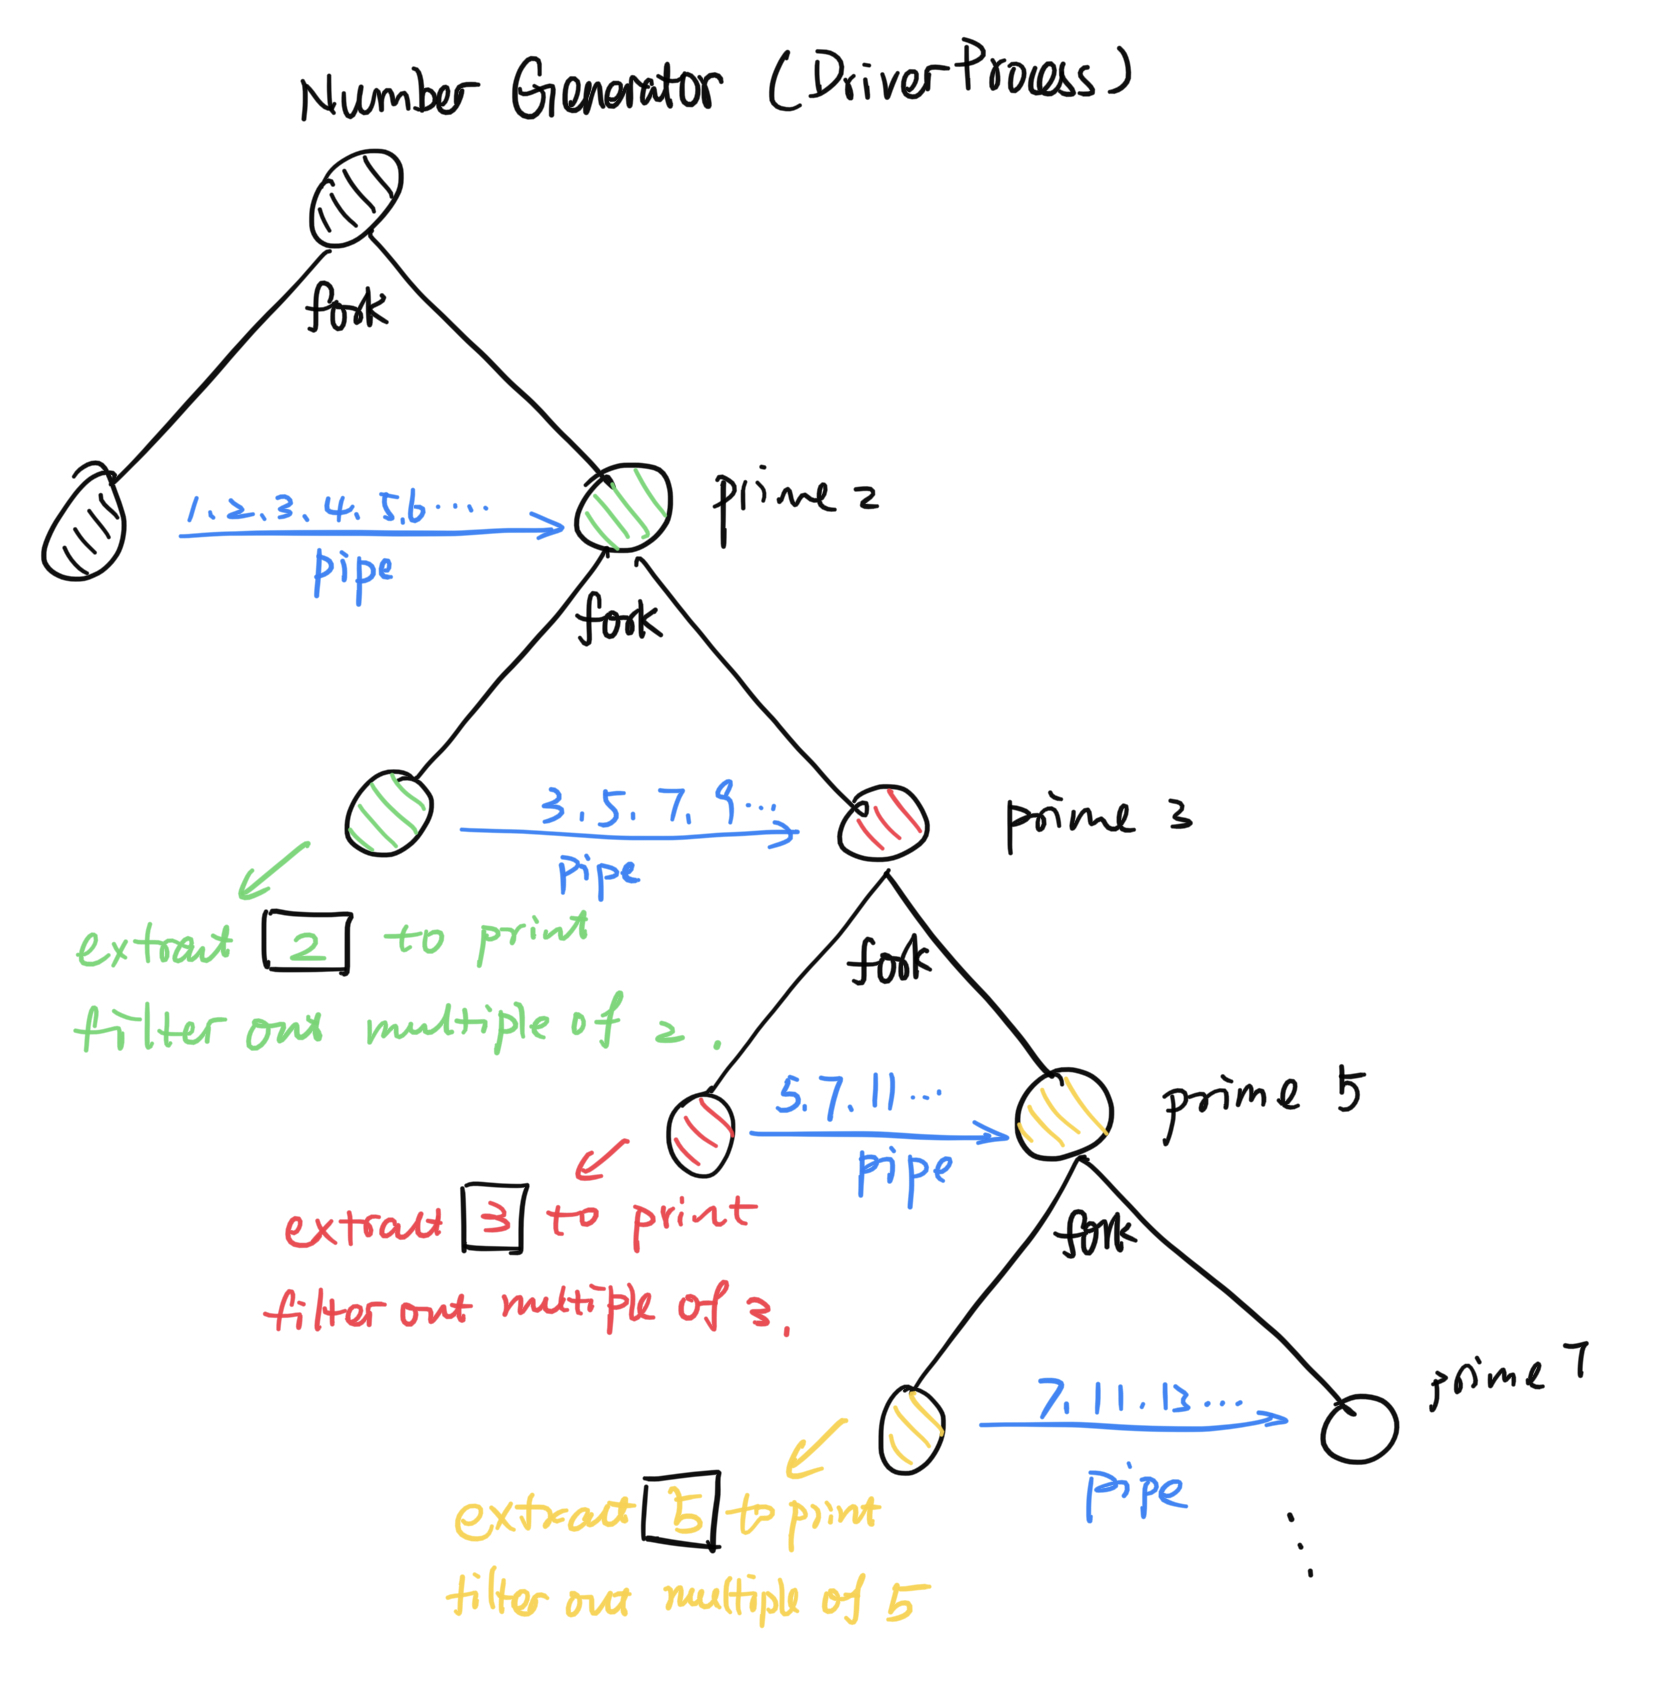 Number Generator (Driver Process)
fork
1.2.3.4.5.6....
pipe
prime 2
fork
3.5.7.9...
pipe
prime 3
extract 2 to print
filter out multiple of 2.
fork
5.7.11...
pipe
prime 5
extract 3 to print
filter out multiple of 3.
fork
7.11.13...
pipe
prime 7
extract 5 to print
filter out multiple of 5